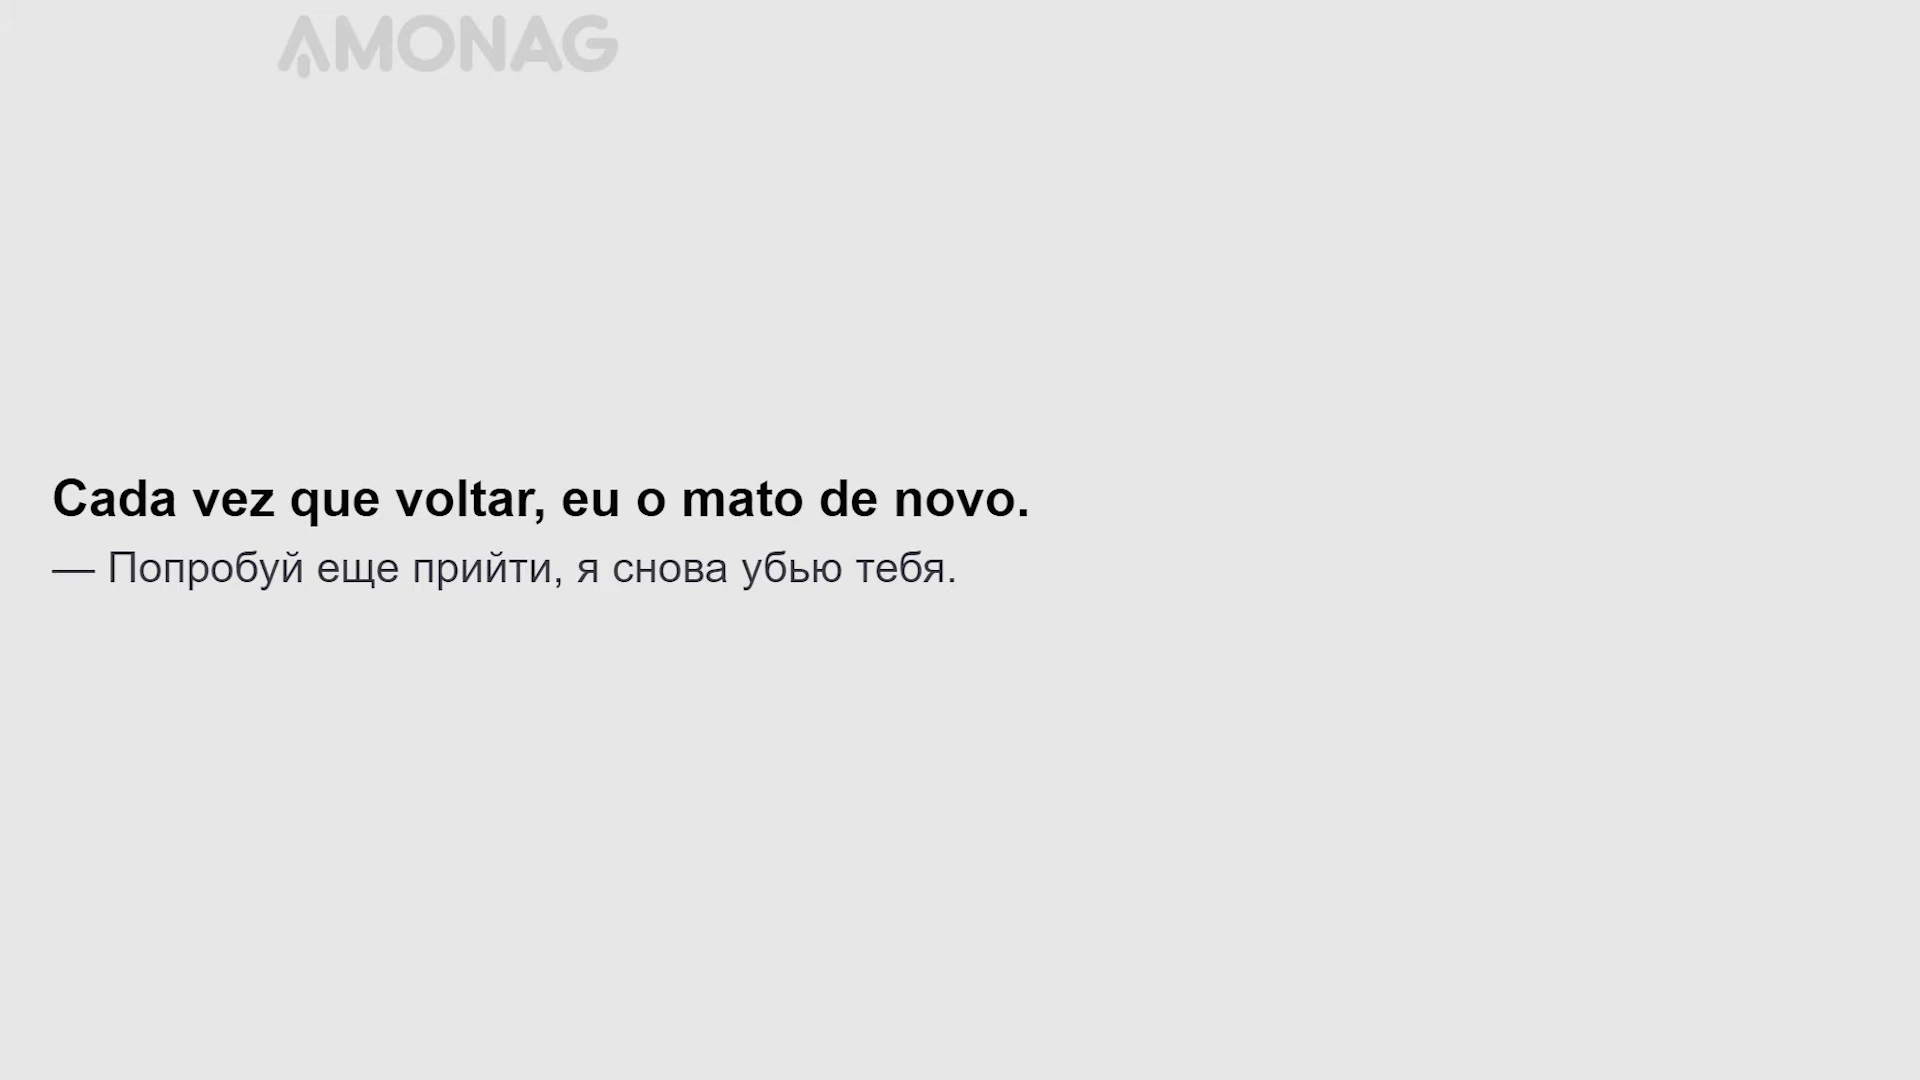 AMONAG
Cada vez que voltar, eu o mato de novo.
— Попробуй еще прийти, я снова убью тебя.